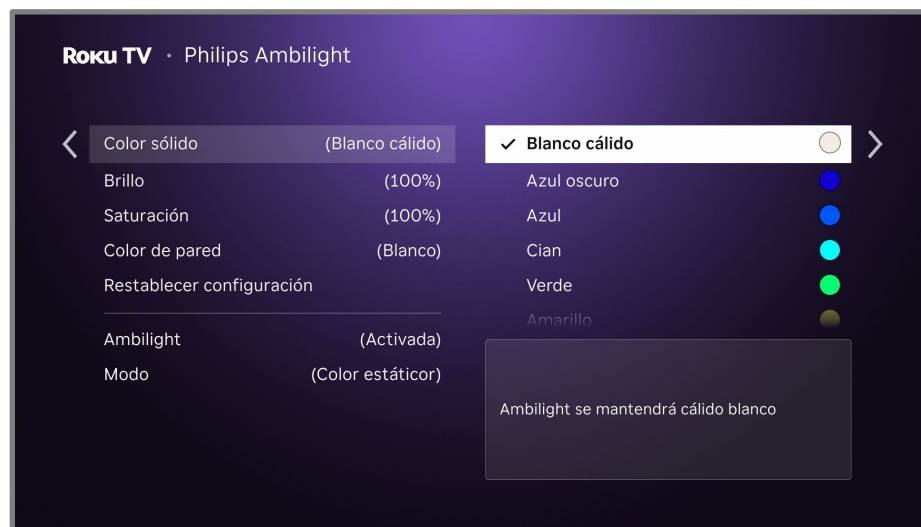 Roku TV • Philips Ambilight
Color sólido (Blanco cálido)
Brillo (100%)
Saturación (100%)
Color de pared (Blanco)
Restablecer configuración
Ambilight (Activada)
Modo (Color estáticor)
Blanco cálido
Azul oscuro
Azul
Cian
Verde
Amarillo
Ambilight se mantendrá cálido blanco